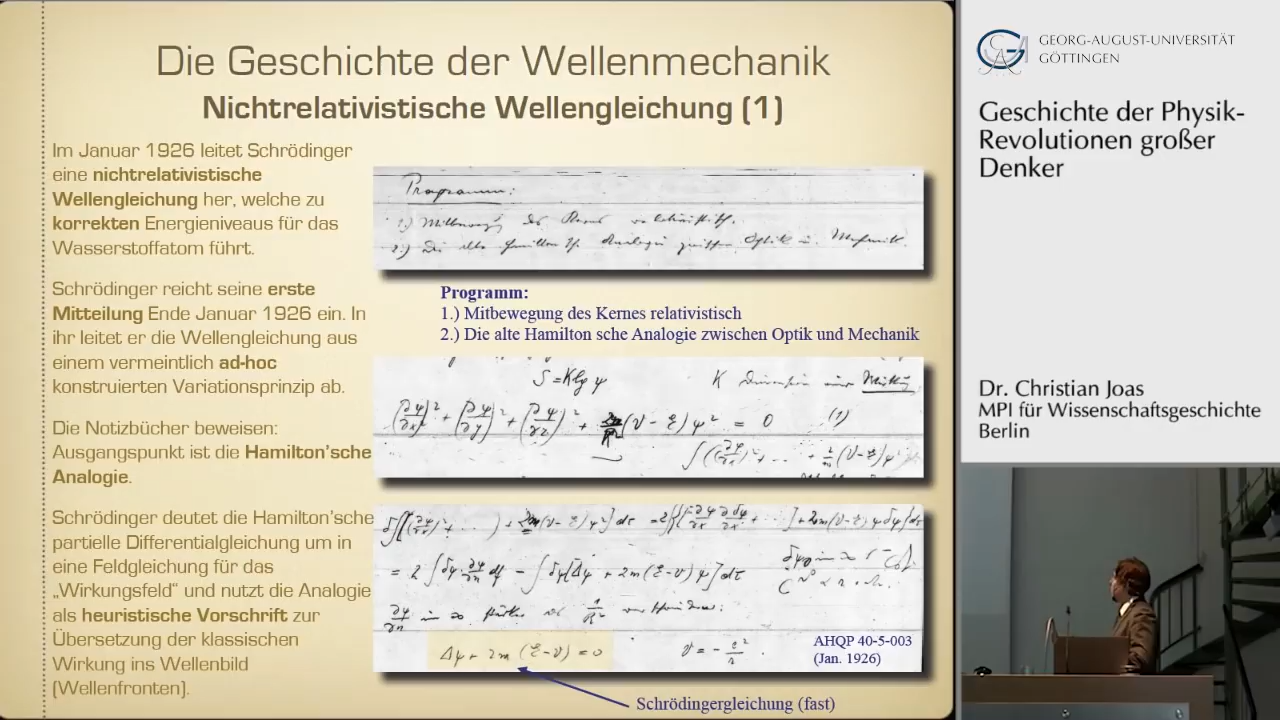 Die Geschichte der Wellenmechanik
Nichtrelativistische Wellengleichung (1)
Im Januar 1926 leitet Schrödinger
eine nichtrelativistische
Wellengleichung her, welche zu
korrekten Energieniveaus für das
Wasserstoffatom führt.
Schrödinger reicht seine erste
Mitteilung Ende Januar 1926 ein. In
ihr leitet er die Wellengleichung aus
einem vermeintlich ad-hoc
konstruierten Variationsprinzip ab.
Die Notizbücher beweisen:
Ausgangspunkt ist die Hamilton'sche
Analogie.
Schrödinger deutet die Hamilton'sche
partielle Differentialgleichung um in
eine Feldgleichung für das
„Wirkungsfeld“ und nutzt die Analogie
als heuristische Vorschrift zur
Übersetzung der klassischen
Wirkung ins Wellenbild
(Wellenfronten).
Programm:
Programm:
1.) Mitbewegung des Kernes relativistisch
2.) Die alte Hamilton sche Analogie zwischen Optik und Mechanik
S = K lg ψ
Δψ + 2m (E-V) = 0
AHQP 40-5-003
(Jan. 1926)
Schrödingergleichung (fast)
GEORG-AUGUST-UNIVERSITÄT
GÖTTINGEN
Geschichte der Physik-
Revolutionen großer
Denker
Dr. Christian Joas
MPI für Wissenschaftsgeschichte
Berlin